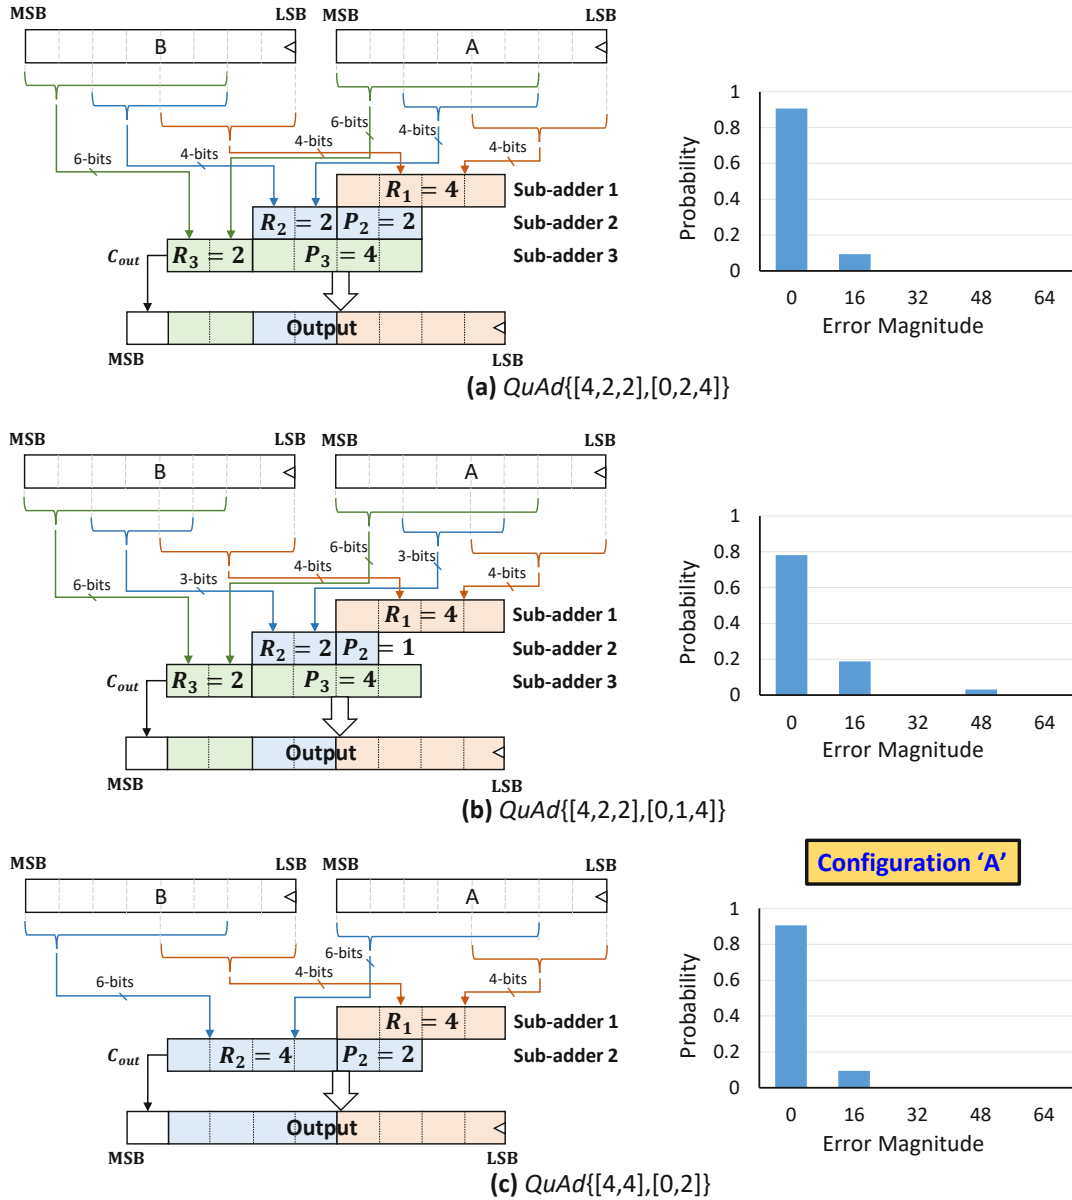 MSB LSB MSB LSB
B A
6-bits 4-bits
6-bits 4-bits 4-bits 4-bits
R₁ = 4 Sub-adder 1
R₂ = 2 P₂ = 2 Sub-adder 2
C_out R₃ = 2 P₃ = 4 Sub-adder 3
Output
MSB LSB
Probability
1
0.8
0.6
0.4
0.2
0
0 16 32 48 64
Error Magnitude
(a) QuAd{[4,2,2],[0,2,4]}
MSB LSB MSB LSB
B A
6-bits 3-bits
6-bits 3-bits 4-bits 4-bits
R₁ = 4 Sub-adder 1
R₂ = 2 P₂ = 1 Sub-adder 2
C_out R₃ = 2 P₃ = 4 Sub-adder 3
Output
MSB LSB
Probability
1
0.8
0.6
0.4
0.2
0
0 16 32 48 64
Error Magnitude
(b) QuAd{[4,2,2],[0,1,4]}
Configuration ‘A’
MSB LSB MSB LSB
B A
6-bits
6-bits 4-bits 4-bits
R₁ = 4 Sub-adder 1
C_out R₂ = 4 P₂ = 2 Sub-adder 2
Output
MSB LSB
Probability
1
0.8
0.6
0.4
0.2
0
0 16 32 48 64
Error Magnitude
(c) QuAd{[4,4],[0,2]}